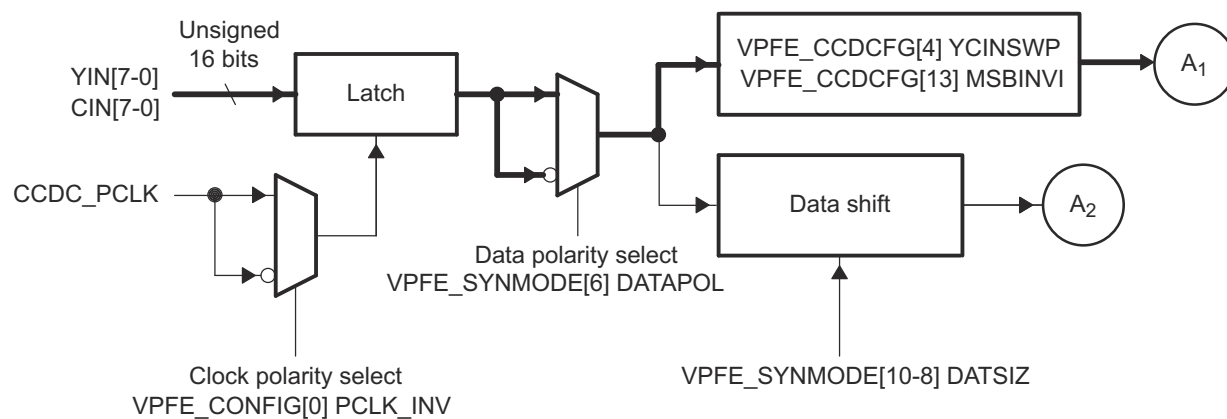 Unsigned
16 bits
YIN[7-0]
CIN[7-0]
Latch
VPFE_CCDCFG[4] YCINSWP
VPFE_CCDCFG[13] MSBINVI
A1
CCDC_PCLK
Data shift
A2
Data polarity select
VPFE_SYNMODE[6] DATAPOL
Clock polarity select
VPFE_CONFIG[0] PCLK_INV
VPFE_SYNMODE[10-8] DATSIZ